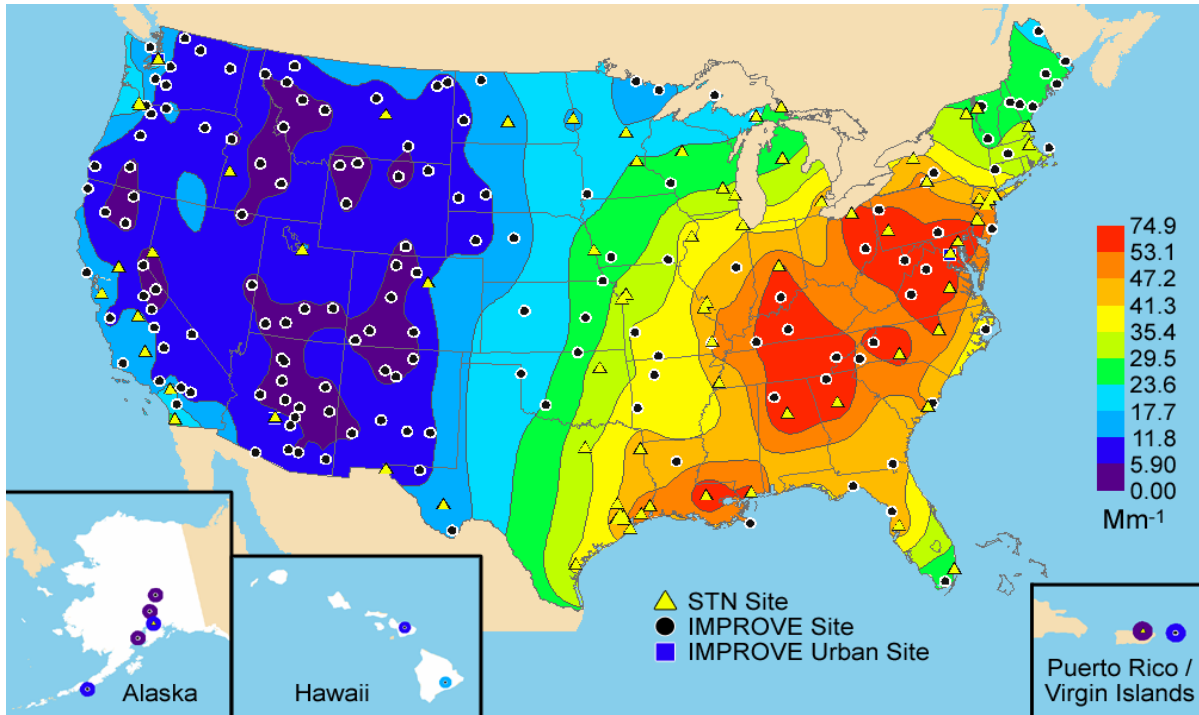 74.9
53.1
47.2
41.3
35.4
29.5
23.6
17.7
11.8
5.90
0.00
Mm-1
STN Site
IMPROVE Site
IMPROVE Urban Site
Alaska
Hawaii
Puerto Rico /
Virgin Islands